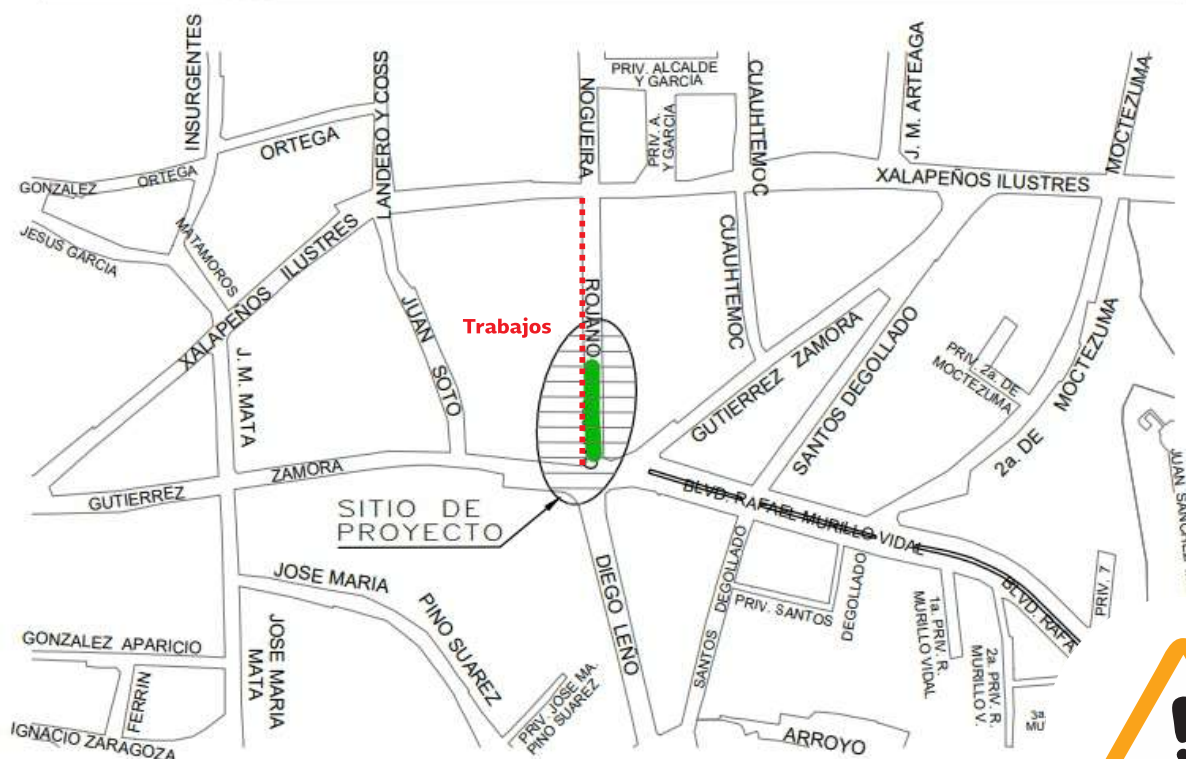 INSURGENTES
LANDERO Y COSS
NOGUEIRA
PRIV. ALCALDE
Y GARCIA
PRIV. A.
Y GARCIA
CUAUHTEMOC
J. M. ARTEAGA
MOCTEZUMA
ORTEGA
GONZALEZ
ORTEGA
XALAPEÑOS ILUSTRES
JESUS GARCIA
MATAMOROS
XALAPEÑOS ILUSTRES
JUAN
SOTO
Trabajos
ROJANO
CUAUHTEMOC
GUTIERREZ ZAMORA
SANTOS DEGOLLADO
PRIV. 2a. DE
MOCTEZUMA
2a. DE
MOCTEZUMA
J. M. MATA
GUTIERREZ
ZAMORA
SITIO DE
PROYECTO
BLVD. RAFAEL MURILLO VIDAL
JUAN
DIEGO LEÑO
SANTOS
DEGOLLADO
PRIV. SANTOS
DEGOLLADO
1a. PRIV. R.
MURILLO VIDAL
2a. PRIV. R.
MURILLO V.
BLVD. RAFA
PRIV. 7
3a
MU
JOSE MARIA
PINO SUAREZ
GONZALEZ APARICIO
FERRIN
JOSE MARIA
MATA
IGNACIO ZARAGOZA
PRIV. JOSE MA.
PINO SUAREZ
ARROYO
!